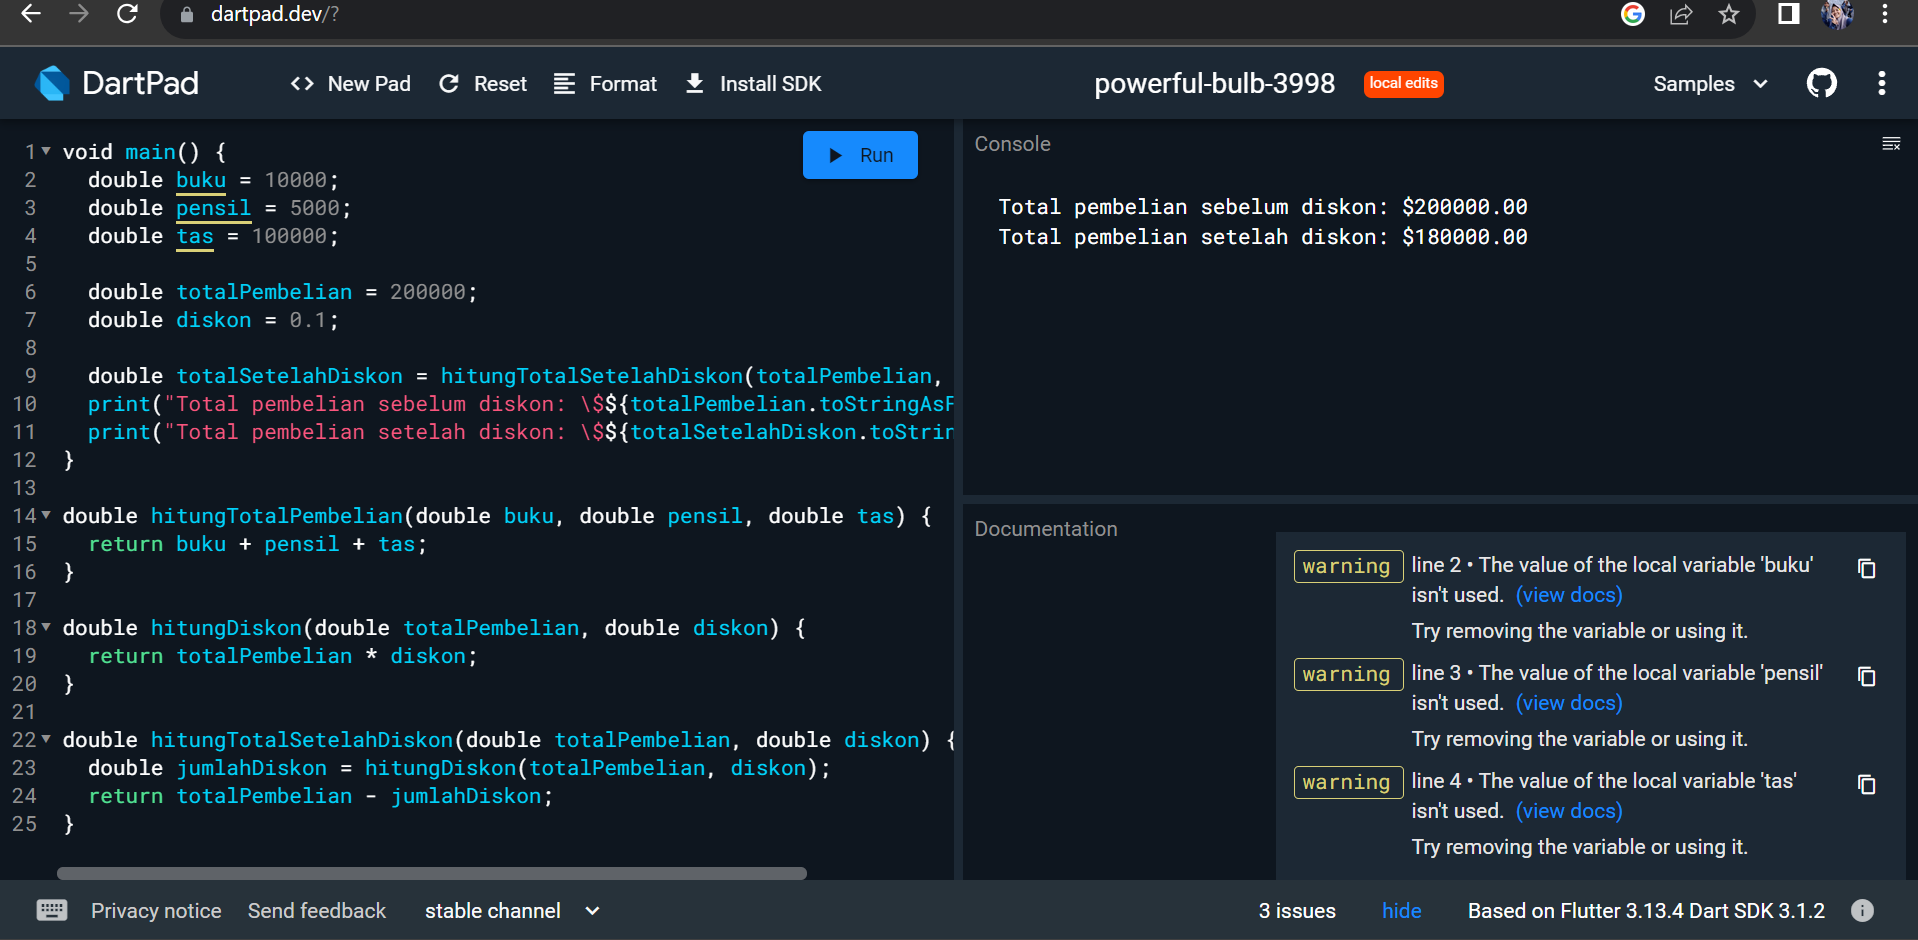 dartpad.dev/?
DartPad
<> New Pad
Reset
Format
Install SDK
powerful-bulb-3998
local edits
Samples
1 void main() {
2 double buku = 10000;
3 double pensil = 5000;
4 double tas = 100000;
5
6 double totalPembelian = 200000;
7 double diskon = 0.1;
8
9 double totalSetelahDiskon = hitungTotalSetelahDiskon(totalPembelian,
10 print("Total pembelian sebelum diskon: \$${totalPembelian.toStringAsF
11 print("Total pembelian setelah diskon: \$${totalSetelahDiskon.toStrin
12 }
13
14 double hitungTotalPembelian(double buku, double pensil, double tas) {
15 return buku + pensil + tas;
16 }
17
18 double hitungDiskon(double totalPembelian, double diskon) {
19 return totalPembelian * diskon;
20 }
21
22 double hitungTotalSetelahDiskon(double totalPembelian, double diskon) {
23 double jumlahDiskon = hitungDiskon(totalPembelian, diskon);
24 return totalPembelian - jumlahDiskon;
25 }
Run
Console
Total pembelian sebelum diskon: $200000.00
Total pembelian setelah diskon: $180000.00
Documentation
warning line 2 • The value of the local variable 'buku'
isn't used. (view docs)
Try removing the variable or using it.
warning line 3 • The value of the local variable 'pensil'
isn't used. (view docs)
Try removing the variable or using it.
warning line 4 • The value of the local variable 'tas'
isn't used. (view docs)
Try removing the variable or using it.
Privacy notice
Send feedback
stable channel
3 issues
hide
Based on Flutter 3.13.4 Dart SDK 3.1.2